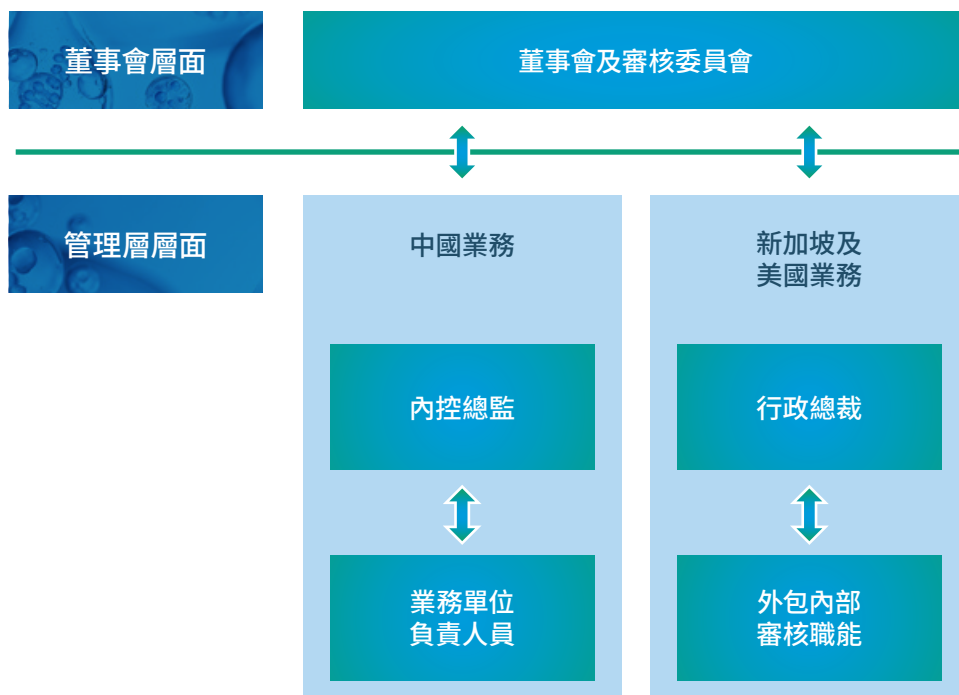 董事會層面
董事會及審核委員會
管理層層面
中國業務
新加坡及
美國業務
內控總監
行政總裁
業務單位
負責人員
外包內部
審核職能